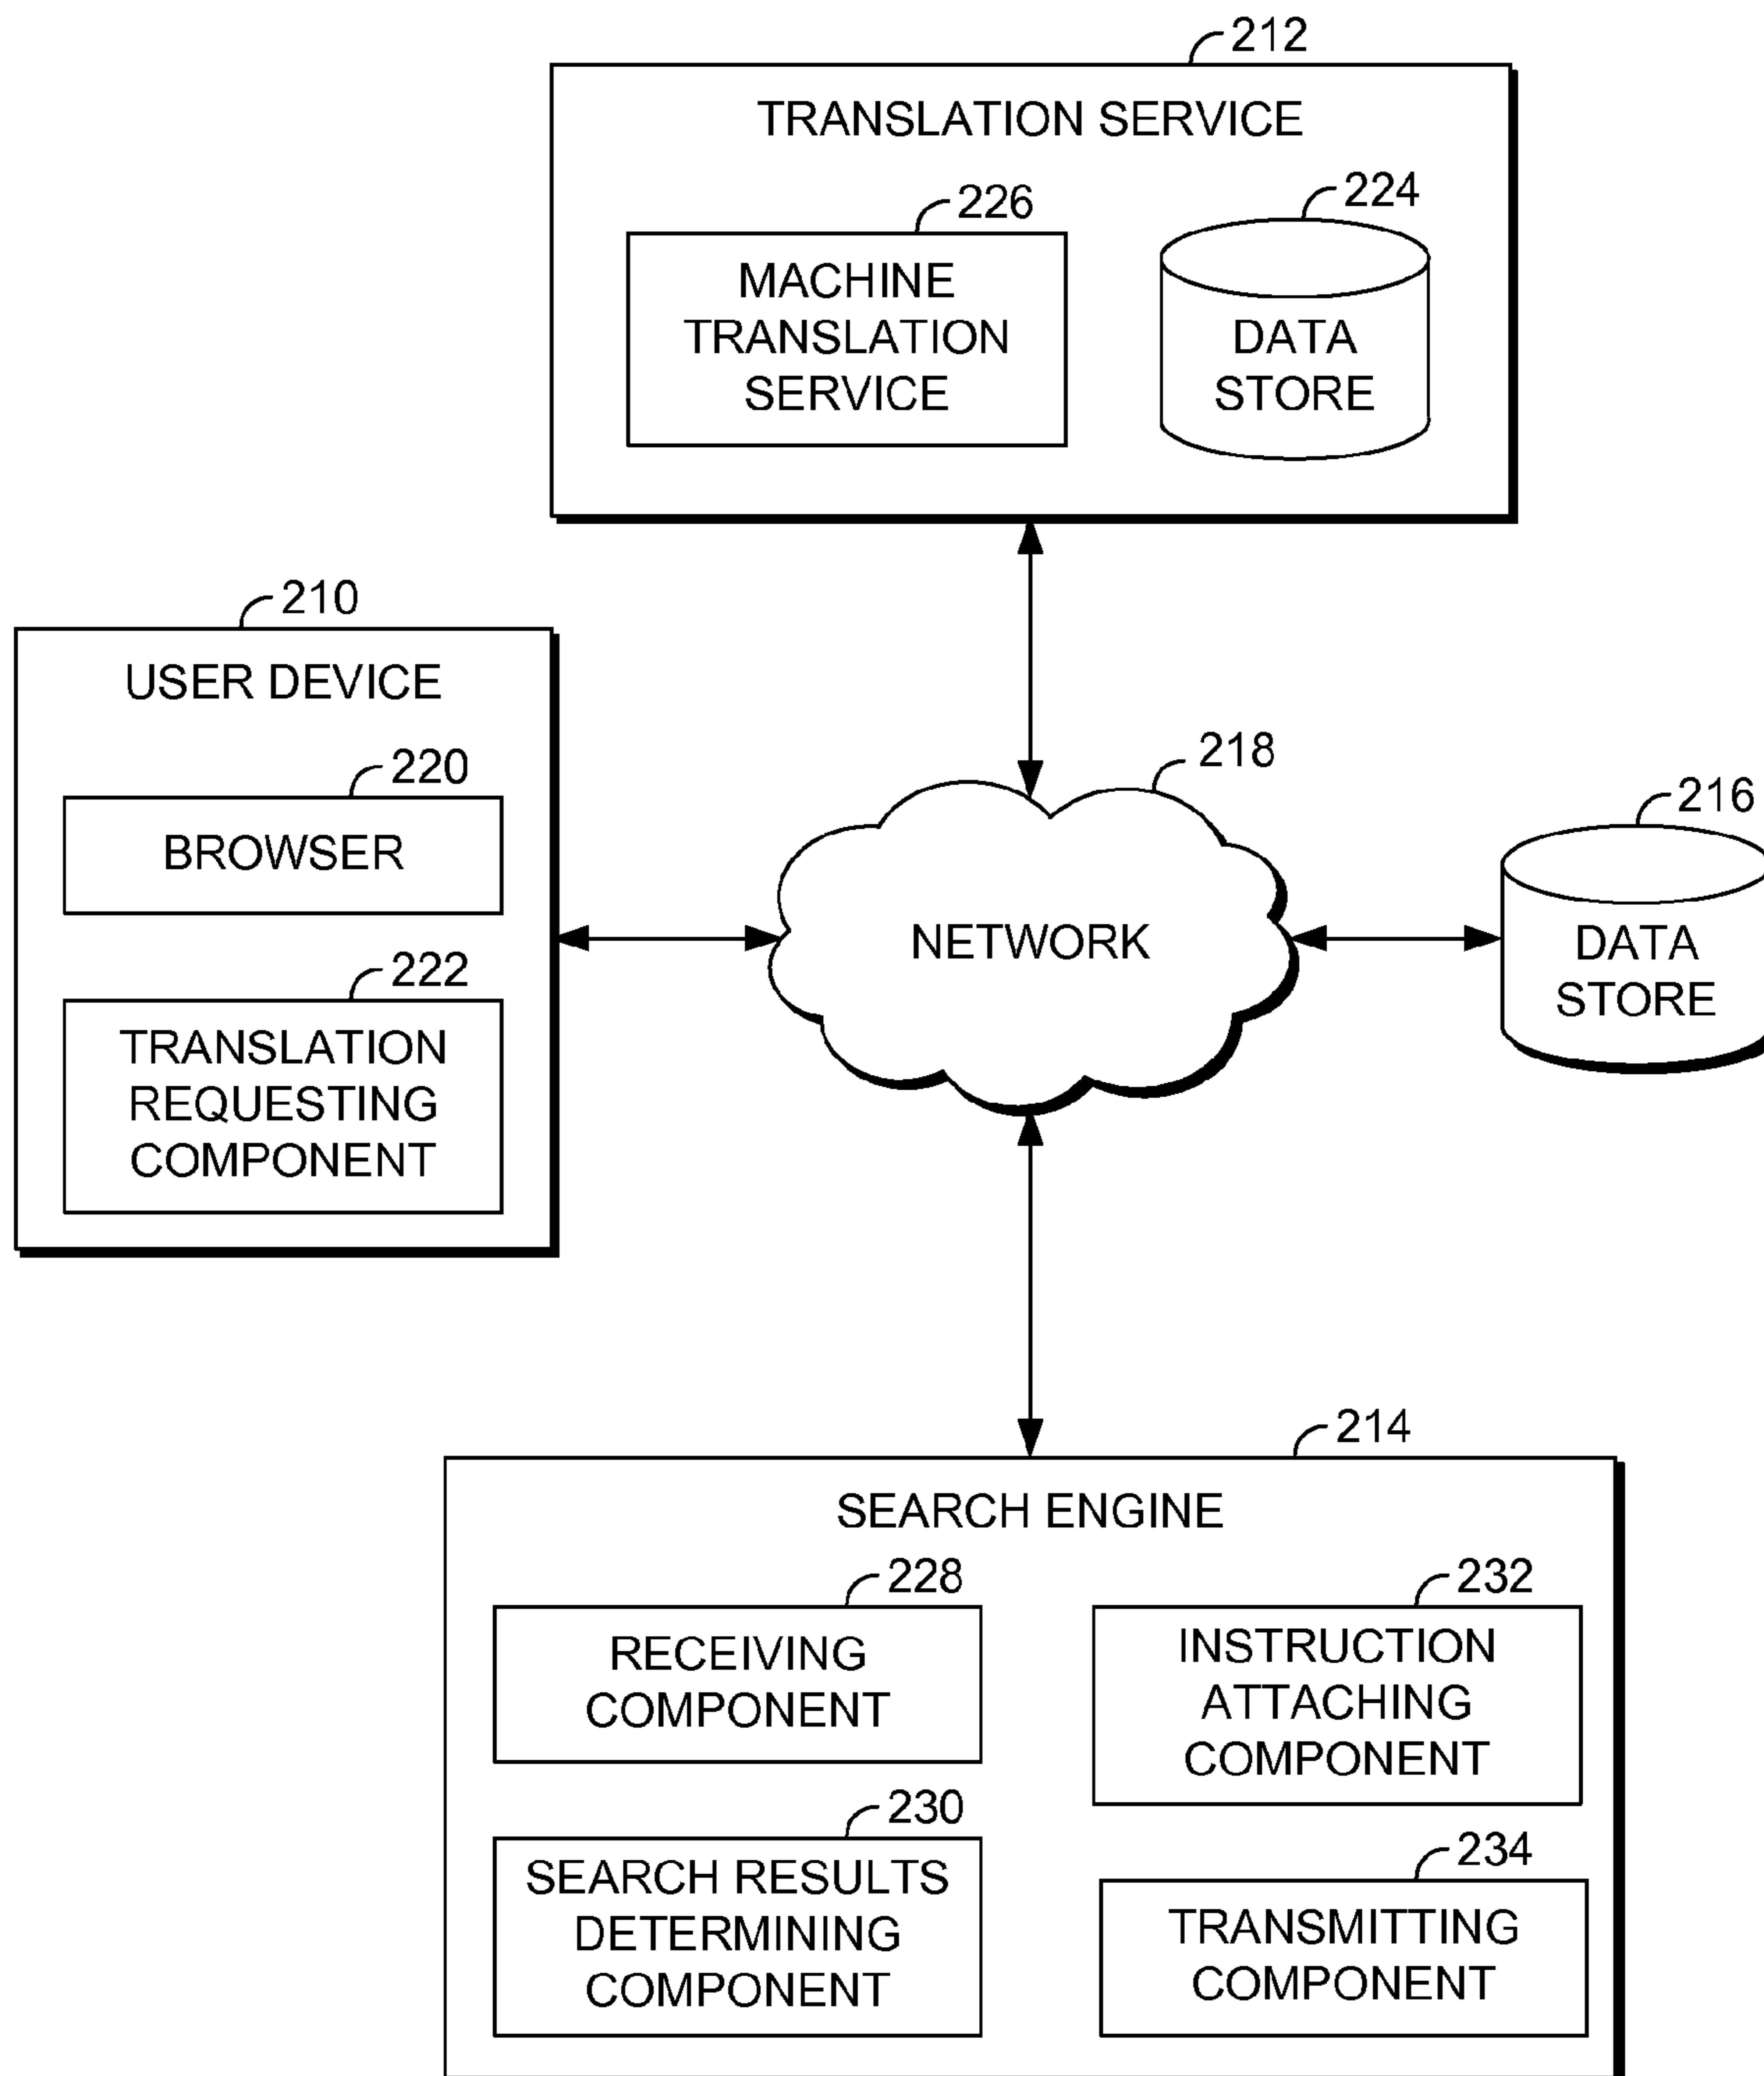 212
TRANSLATION SERVICE
226
MACHINE
TRANSLATION
SERVICE
224
DATA
STORE
210
USER DEVICE
220
BROWSER
222
TRANSLATION
REQUESTING
COMPONENT
218
NETWORK
216
DATA
STORE
214
SEARCH ENGINE
228
RECEIVING
COMPONENT
232
INSTRUCTION
ATTACHING
COMPONENT
230
SEARCH RESULTS
DETERMINING
COMPONENT
234
TRANSMITTING
COMPONENT